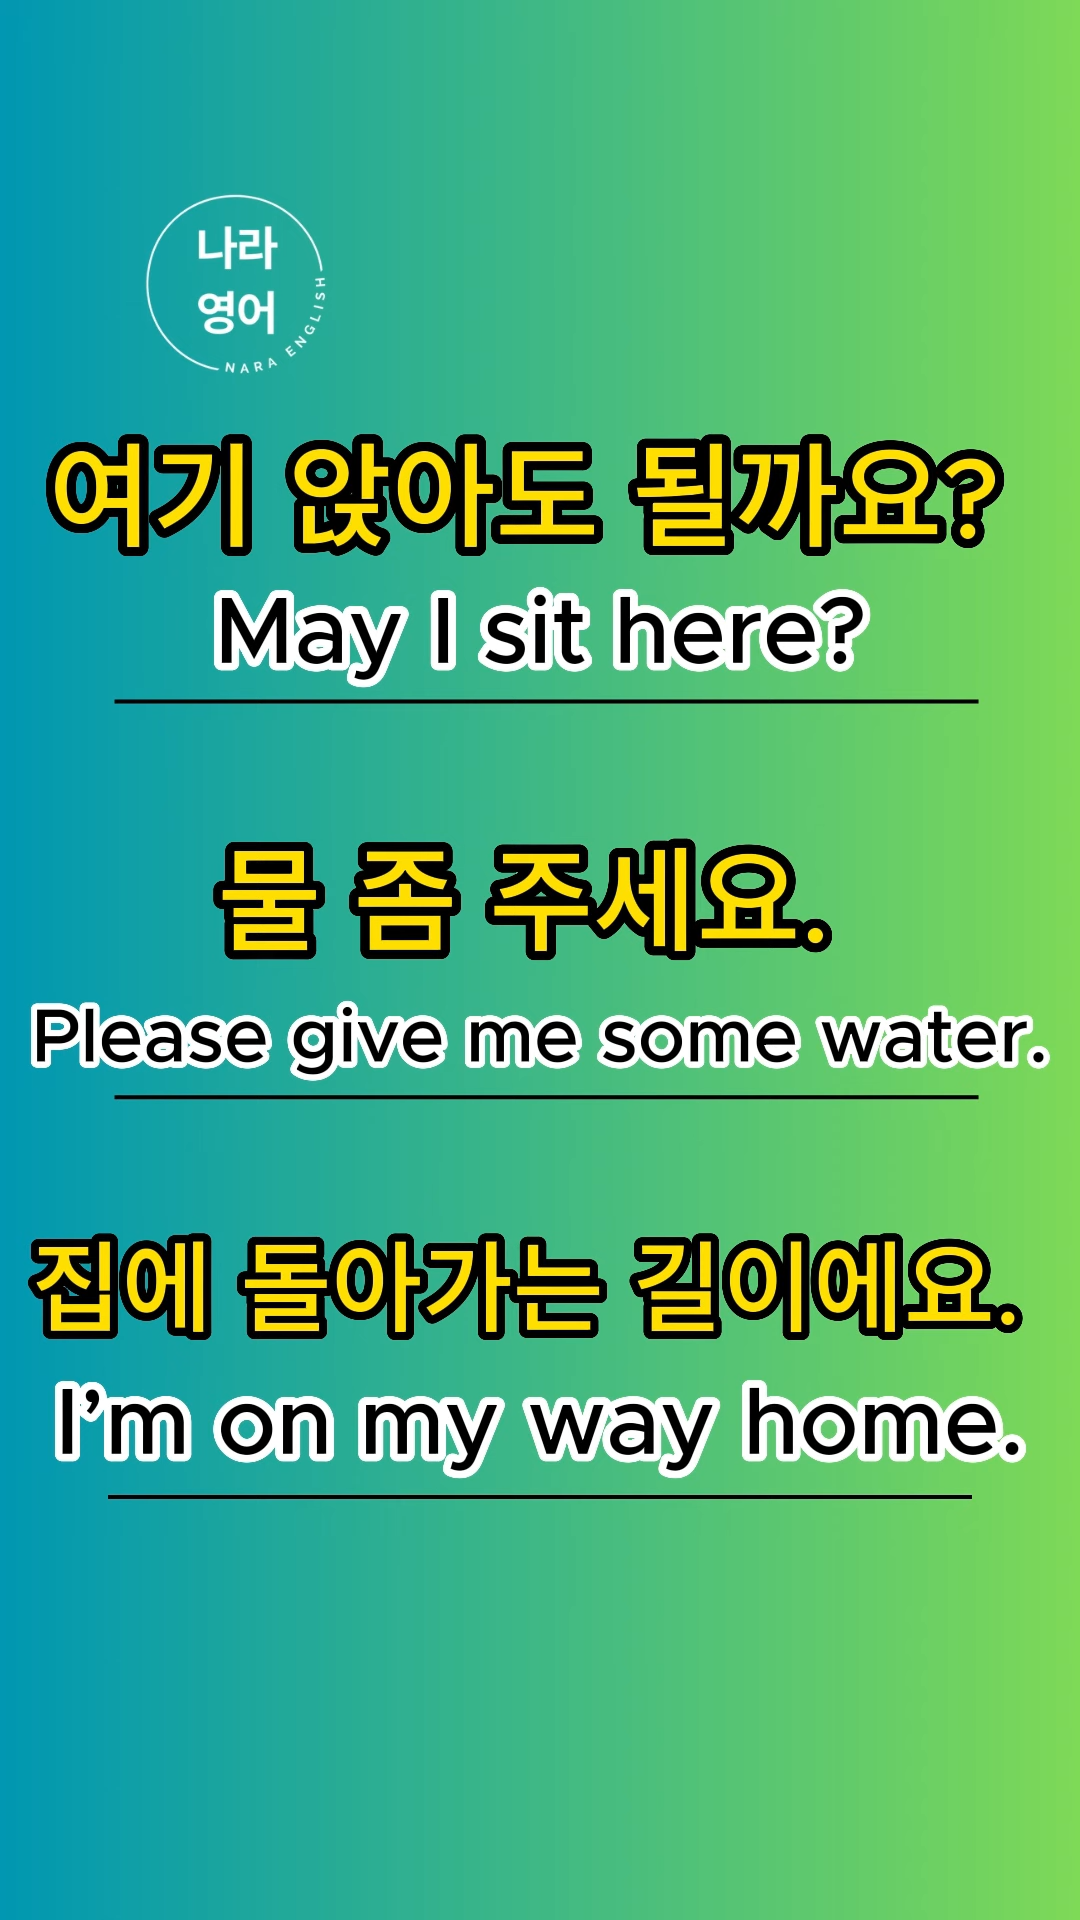 나라
영어
NARA ENGLISH
여기 앉아도 될까요?
May I sit here?
물 좀 주세요.
Please give me some water.
집에 돌아가는 길이에요.
I’m on my way home.